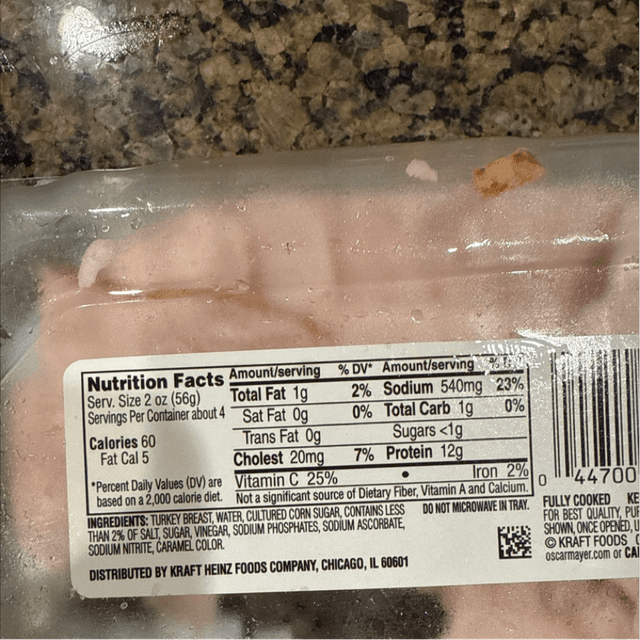 Nutrition Facts
Serv. Size 2 oz (56g)
Servings Per Container about 4
Calories 60
Fat Cal 5
*Percent Daily Values (DV) are
based on a 2,000 calorie diet.
Amount/serving % DV* Amount/serving
Total Fat 1g 2% Sodium 540mg 23%
Sat Fat 0g 0% Total Carb 1g 0%
Trans Fat 0g Sugars <1g
Cholest 20mg 7% Protein 12g
Vitamin C 25% • Iron 2%
Not a significant source of Dietary Fiber, Vitamin A and Calcium.
INGREDIENTS: TURKEY BREAST, WATER, CULTURED CORN SUGAR, CONTAINS LESS
THAN 2% OF SALT, SUGAR, VINEGAR, SODIUM PHOSPHATES, SODIUM ASCORBATE,
SODIUM NITRITE, CARAMEL COLOR.
DO NOT MICROWAVE IN TRAY.
DISTRIBUTED BY KRAFT HEINZ FOODS COMPANY, CHICAGO, IL 60601
0 44700
FULLY COOKED KE
FOR BEST QUALITY, PUR
SHOWN, ONCE OPENED, U
© KRAFT FOODS
oscarmayer.com or CAL